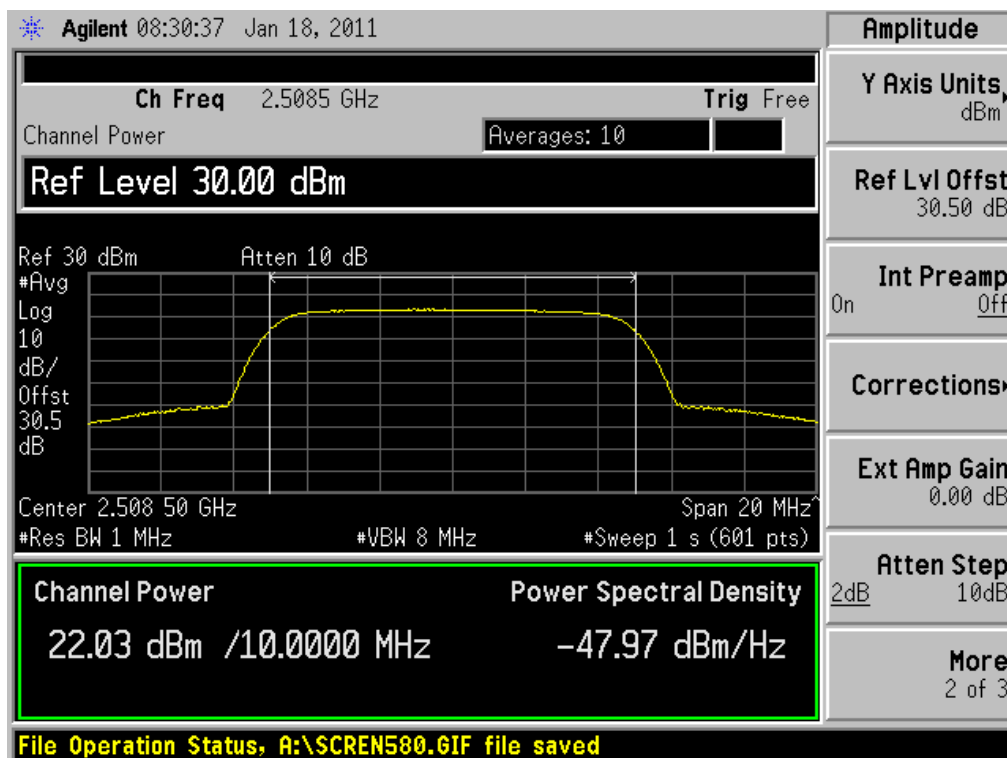 Agilent 08:30:37 Jan 18, 2011
Ch Freq 2.5085 GHz Trig Free
Channel Power Averages: 10
Ref Level 30.00 dBm
Ref 30 dBm Atten 10 dB
#Avg
Log
10
dB/
Offst
30.5
dB
Center 2.508 50 GHz Span 20 MHz^
#Res BW 1 MHz #VBW 8 MHz #Sweep 1 s (601 pts)
Channel Power Power Spectral Density
22.03 dBm /10.0000 MHz -47.97 dBm/Hz
File Operation Status, A:\SCREN580.GIF file saved
Amplitude
Y Axis Units
dBm
Ref Lvl Offst
30.50 dB
Int Preamp
On Off
Corrections
Ext Amp Gain
0.00 dB
Atten Step
2dB 10dB
More
2 of 3